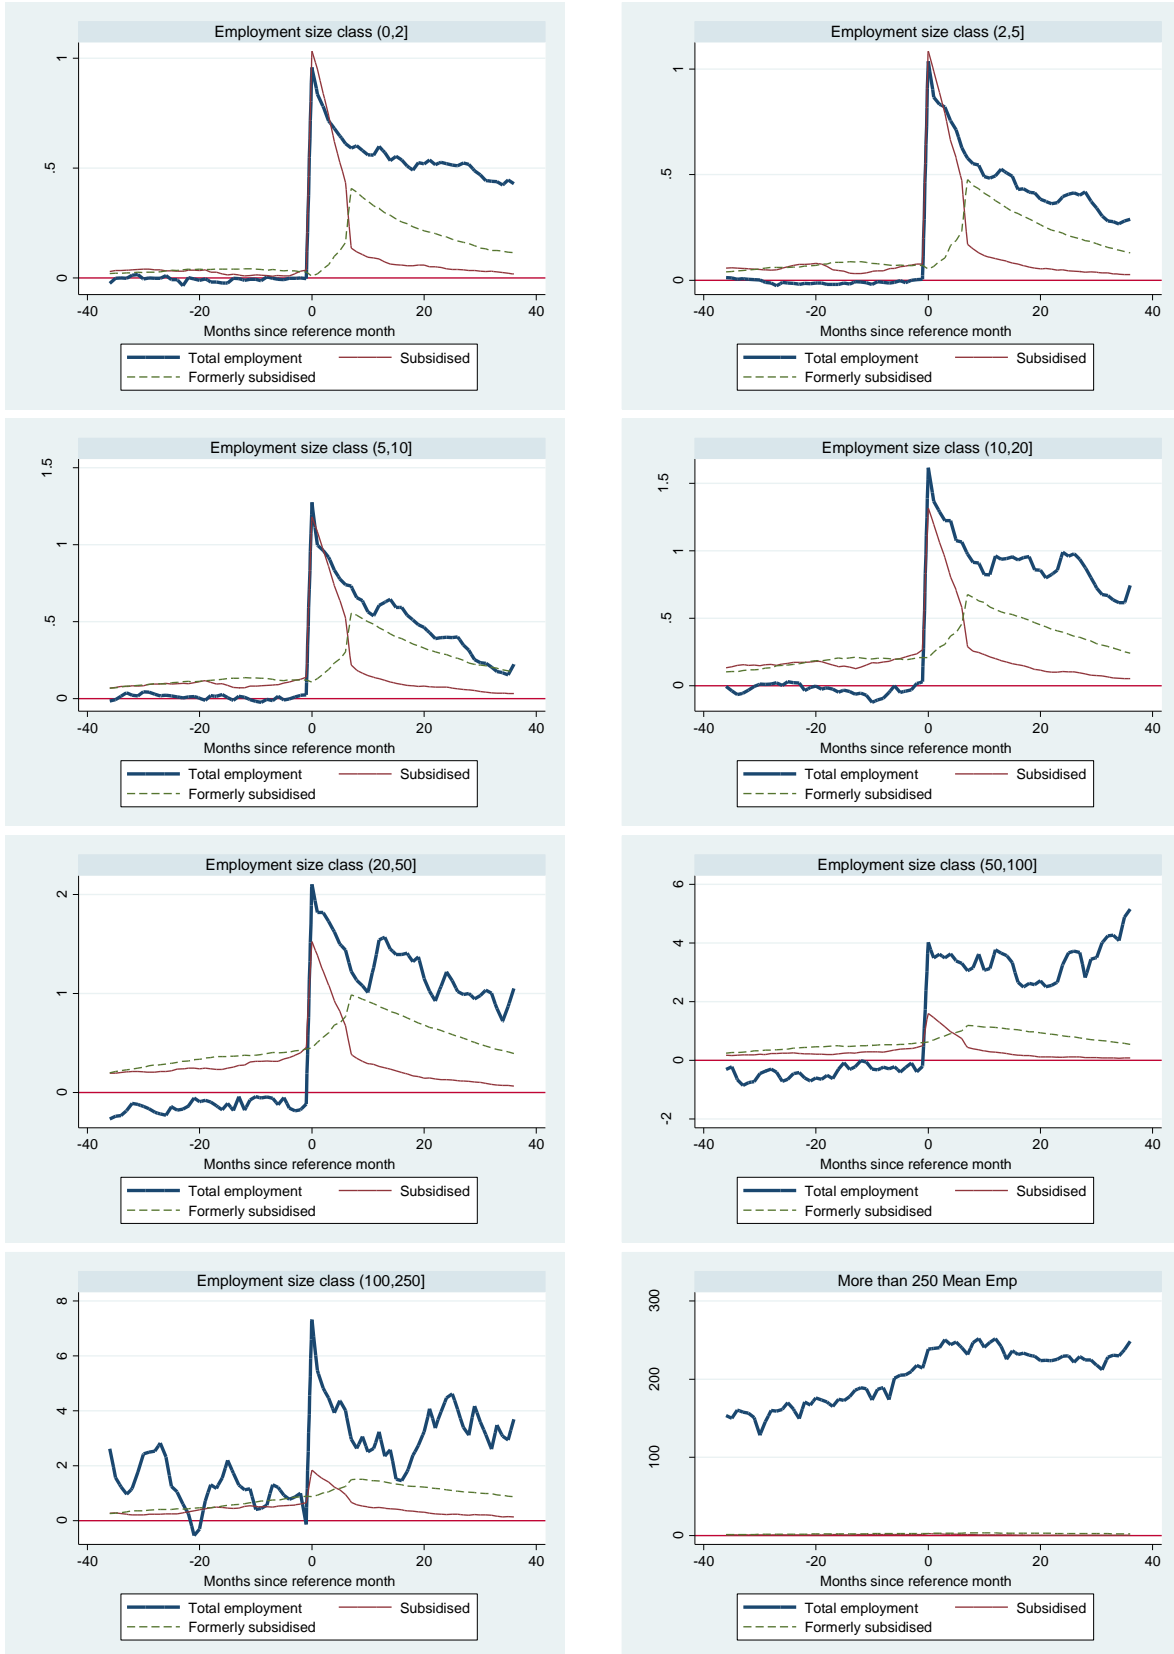 Employment size class (0,2]
1
.5
0
-40 -20 0 20 40
Months since reference month
Total employment Subsidised
Formerly subsidised
Employment size class (2,5]
1
.5
0
-40 -20 0 20 40
Months since reference month
Total employment Subsidised
Formerly subsidised
Employment size class (5,10]
1.5
1
.5
0
-40 -20 0 20 40
Months since reference month
Total employment Subsidised
Formerly subsidised
Employment size class (10,20]
1.5
1
.5
0
-40 -20 0 20 40
Months since reference month
Total employment Subsidised
Formerly subsidised
Employment size class (20,50]
2
1
0
-40 -20 0 20 40
Months since reference month
Total employment Subsidised
Formerly subsidised
Employment size class (50,100]
6
4
2
0
-2
-40 -20 0 20 40
Months since reference month
Total employment Subsidised
Formerly subsidised
Employment size class (100,250]
8
6
4
2
0
-40 -20 0 20 40
Months since reference month
Total employment Subsidised
Formerly subsidised
More than 250 Mean Emp
300
200
100
0
-40 -20 0 20 40
Months since reference month
Total employment Subsidised
Formerly subsidised